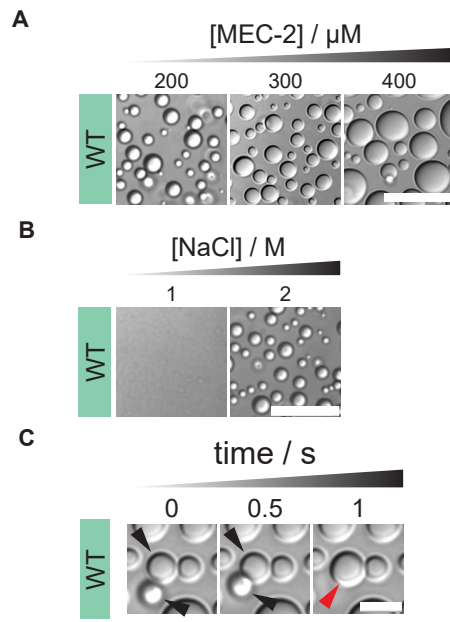 A
[MEC-2] / µM
200 300 400
WT
B
[NaCl] / M
1 2
WT
C
time / s
0 0.5 1
WT